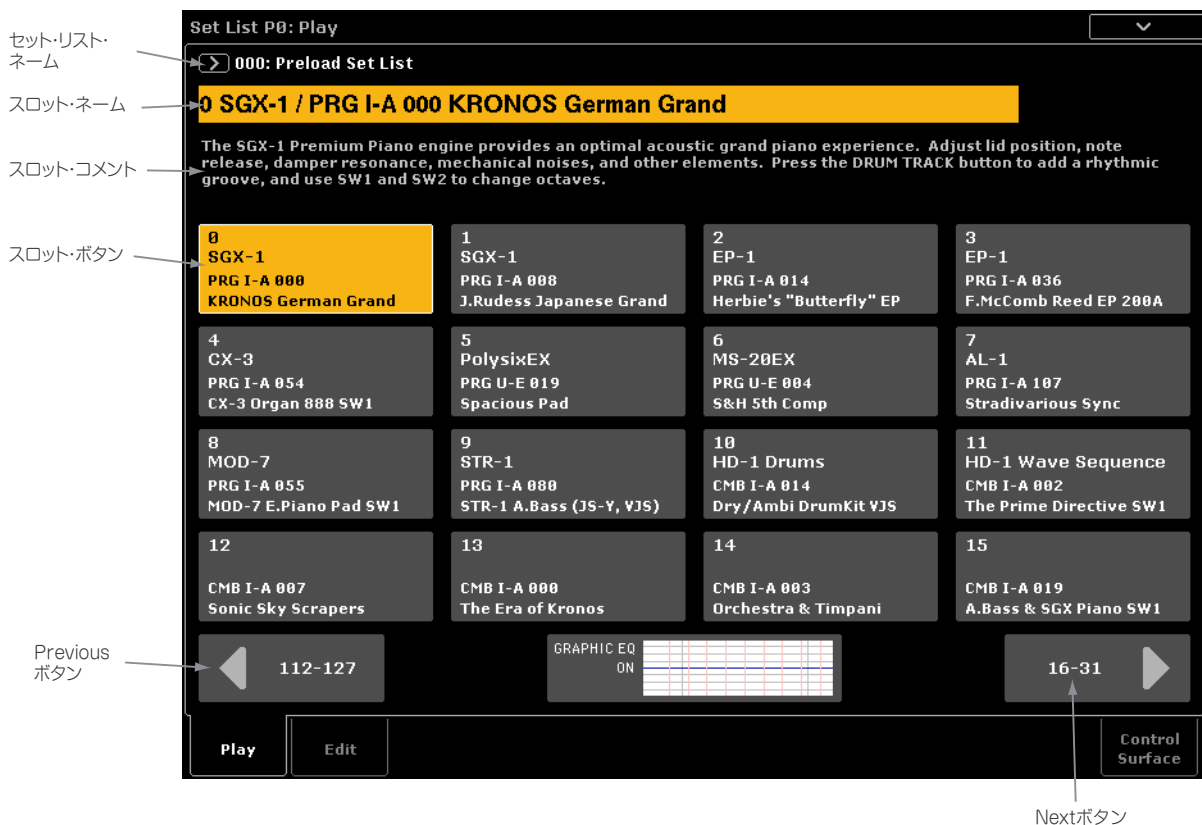 セット・リスト・
ネーム
スロット・ネーム
スロット・コメント
スロット・ボタン
Previous
ボタン
Set List P0: Play
000: Preload Set List
0 SGX-1 / PRG I-A 000 KRONOS German Grand
The SGX-1 Premium Piano engine provides an optimal acoustic grand piano experience. Adjust lid position, note
release, damper resonance, mechanical noises, and other elements. Press the DRUM TRACK button to add a rhythmic
groove, and use SW1 and SW2 to change octaves.
0
SGX-1
PRG I-A 000
KRONOS German Grand
1
SGX-1
PRG I-A 008
J.Rudess Japanese Grand
2
EP-1
PRG I-A 014
Herbie's "Butterfly" EP
3
EP-1
PRG I-A 036
F.McComb Reed EP 200A
4
CX-3
PRG I-A 054
CX-3 Organ 888 SW1
5
PolysixEX
PRG U-E 019
Spacious Pad
6
MS-20EX
PRG U-E 004
S&H 5th Comp
7
AL-1
PRG I-A 107
Stradivarious Sync
8
MOD-7
PRG I-A 055
MOD-7 E.Piano Pad SW1
9
STR-1
PRG I-A 080
STR-1 A.Bass (JS-Y, VJS)
10
HD-1 Drums
CMB I-A 014
Dry/Ambi DrumKit VJS
11
HD-1 Wave Sequence
CMB I-A 002
The Prime Directive SW1
12
CMB I-A 007
Sonic Sky Scrapers
13
CMB I-A 000
The Era of Kronos
14
CMB I-A 003
Orchestra & Timpani
15
CMB I-A 019
A.Bass & SGX Piano SW1
112-127
GRAPHIC EQ
ON
16-31
Play
Edit
Control
Surface
Nextボタン